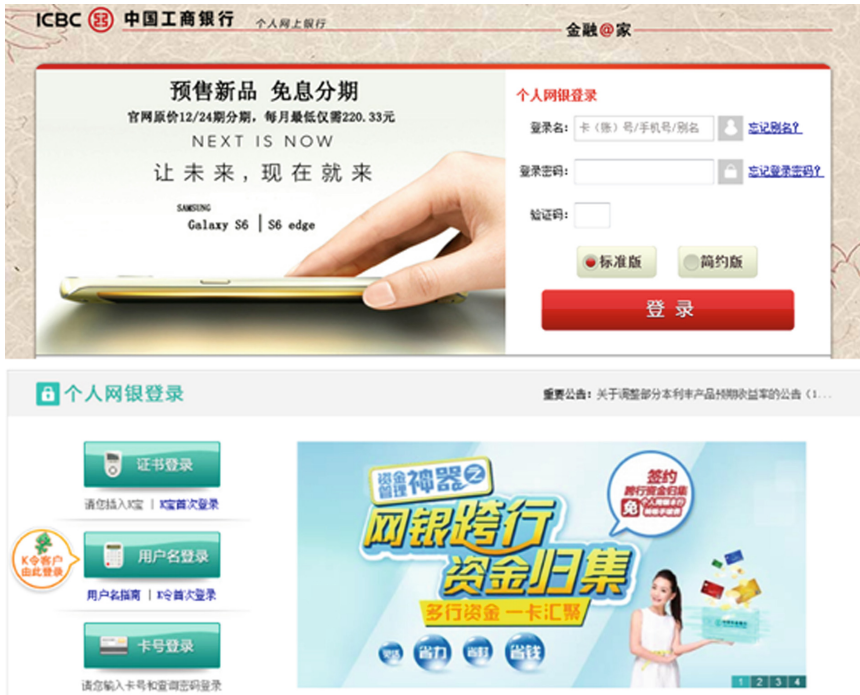 ICBC 中国工商银行 个人网上银行
金融@家
预售新品 免息分期
官网原价12/24期分期，每月最低仅需220.33元
NEXT IS NOW
让未来，现在就来
SAMSUNG
Galaxy S6 | S6 edge
个人网银登录
登录名： 卡（账）号/手机号/别名 忘记别名？
登录密码： 忘记登录密码？
验证码：
标准版 简约版
登 录
个人网银登录
重要公告：关于调整部分本利丰产品预期收益率的公告（1...
证书登录
请您插入K宝 | K宝首次登录
K令客户
由此登录
用户名登录
用户名指南 | K令首次登录
卡号登录
请您输入卡号和查询密码登录
资金
管理
神器之
网银跨行
资金归集
多行资金 一卡汇聚
省力
省时
省钱
签约
跨行资金归集
免
1 2 3 4